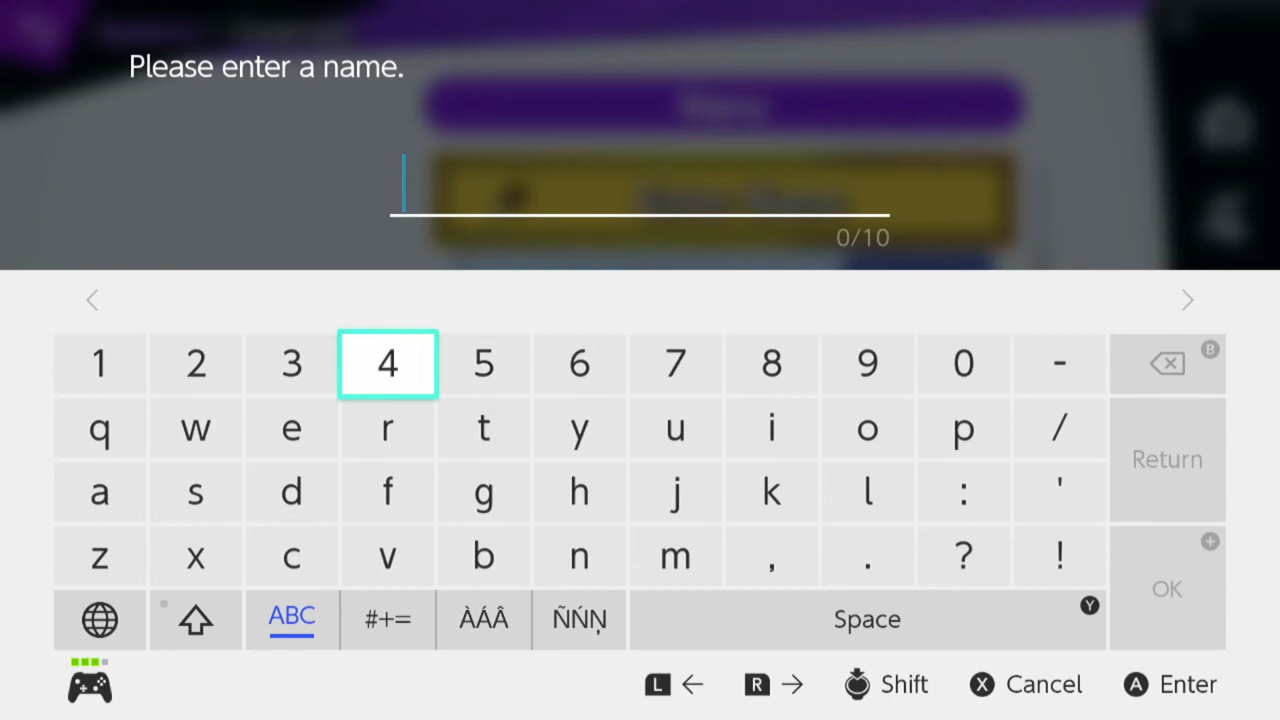 Please enter a name.
0/10
1 2 3 4 5 6 7 8 9 0 -
B
q w e r t y u i o p /
Return
a s d f g h j k l : '
z x c v b n m , . ? !
+
OK
ABC #+= ÀÁÂ ÑŃŅ Space Y
L ← R → Shift X Cancel A Enter